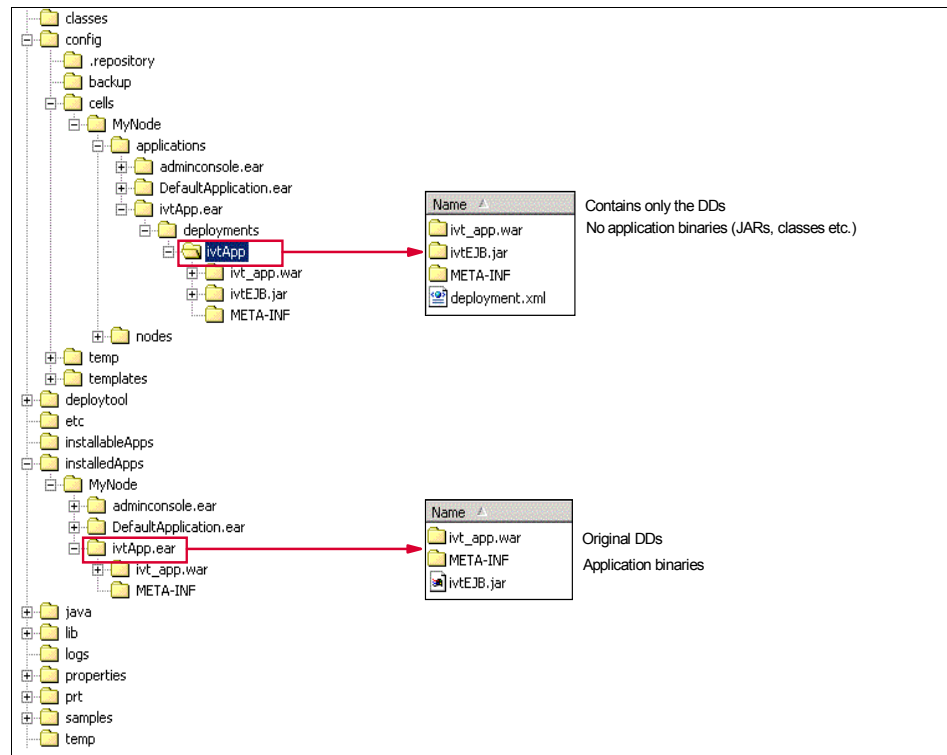 classes
config
.repository
backup
cells
MyNode
applications
adminconsole.ear
DefaultApplication.ear
ivtApp.ear
deployments
ivtApp
ivt_app.war
ivtEJB.jar
META-INF
nodes
temp
templates
deploytool
etc
installableApps
installedApps
MyNode
adminconsole.ear
DefaultApplication.ear
ivtApp.ear
ivt_app.war
META-INF
java
lib
logs
properties
prt
samples
temp
Name
ivt_app.war
ivtEJB.jar
META-INF
deployment.xml
Contains only the DDs
No application binaries (JARs, classes etc.)
Name
ivt_app.war
META-INF
ivtEJB.jar
Original DDs
Application binaries